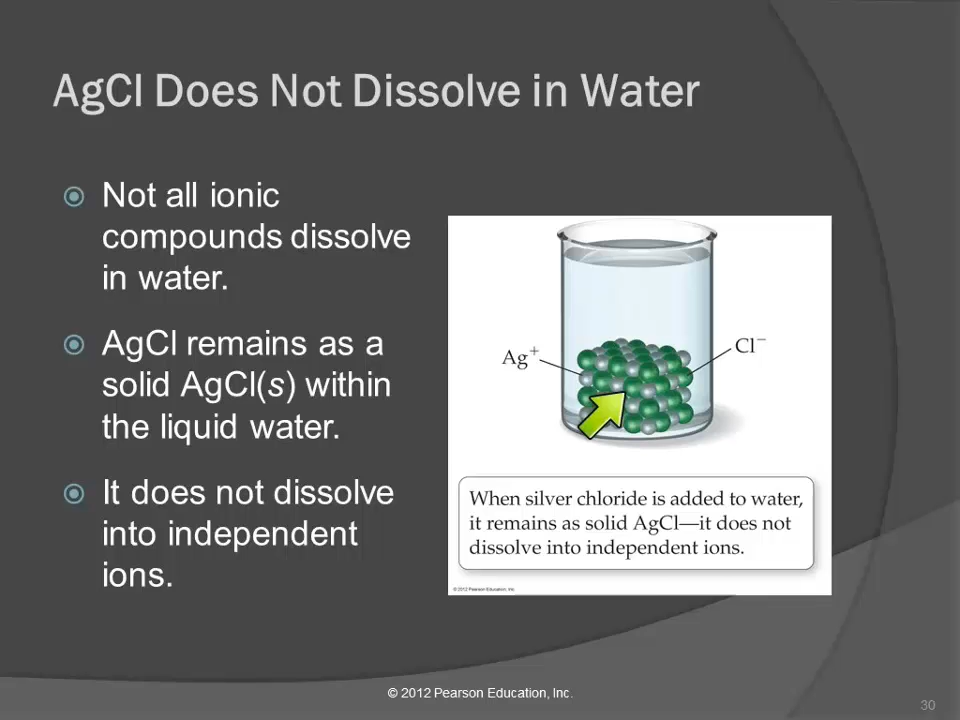 AgCl Does Not Dissolve in Water
Not all ionic
compounds dissolve
in water.
AgCl remains as a
solid AgCl(s) within
the liquid water.
It does not dissolve
into independent
ions.
Ag⁺
Cl⁻
When silver chloride is added to water,
it remains as solid AgCl—it does not
dissolve into independent ions.
© 2012 Pearson Education, Inc.
© 2012 Pearson Education, Inc.
30